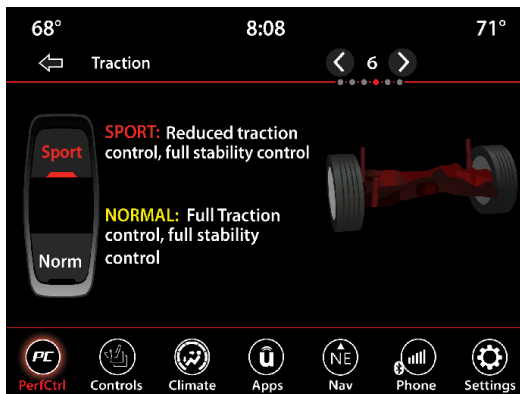 68°
8:08
71°
Traction
6
Sport
SPORT: Reduced traction
control, full stability control
Norm
NORMAL: Full Traction
control, full stability
control
PC
PerfCtrl
Controls
Climate
û
Apps
NE
Nav
Phone
Settings